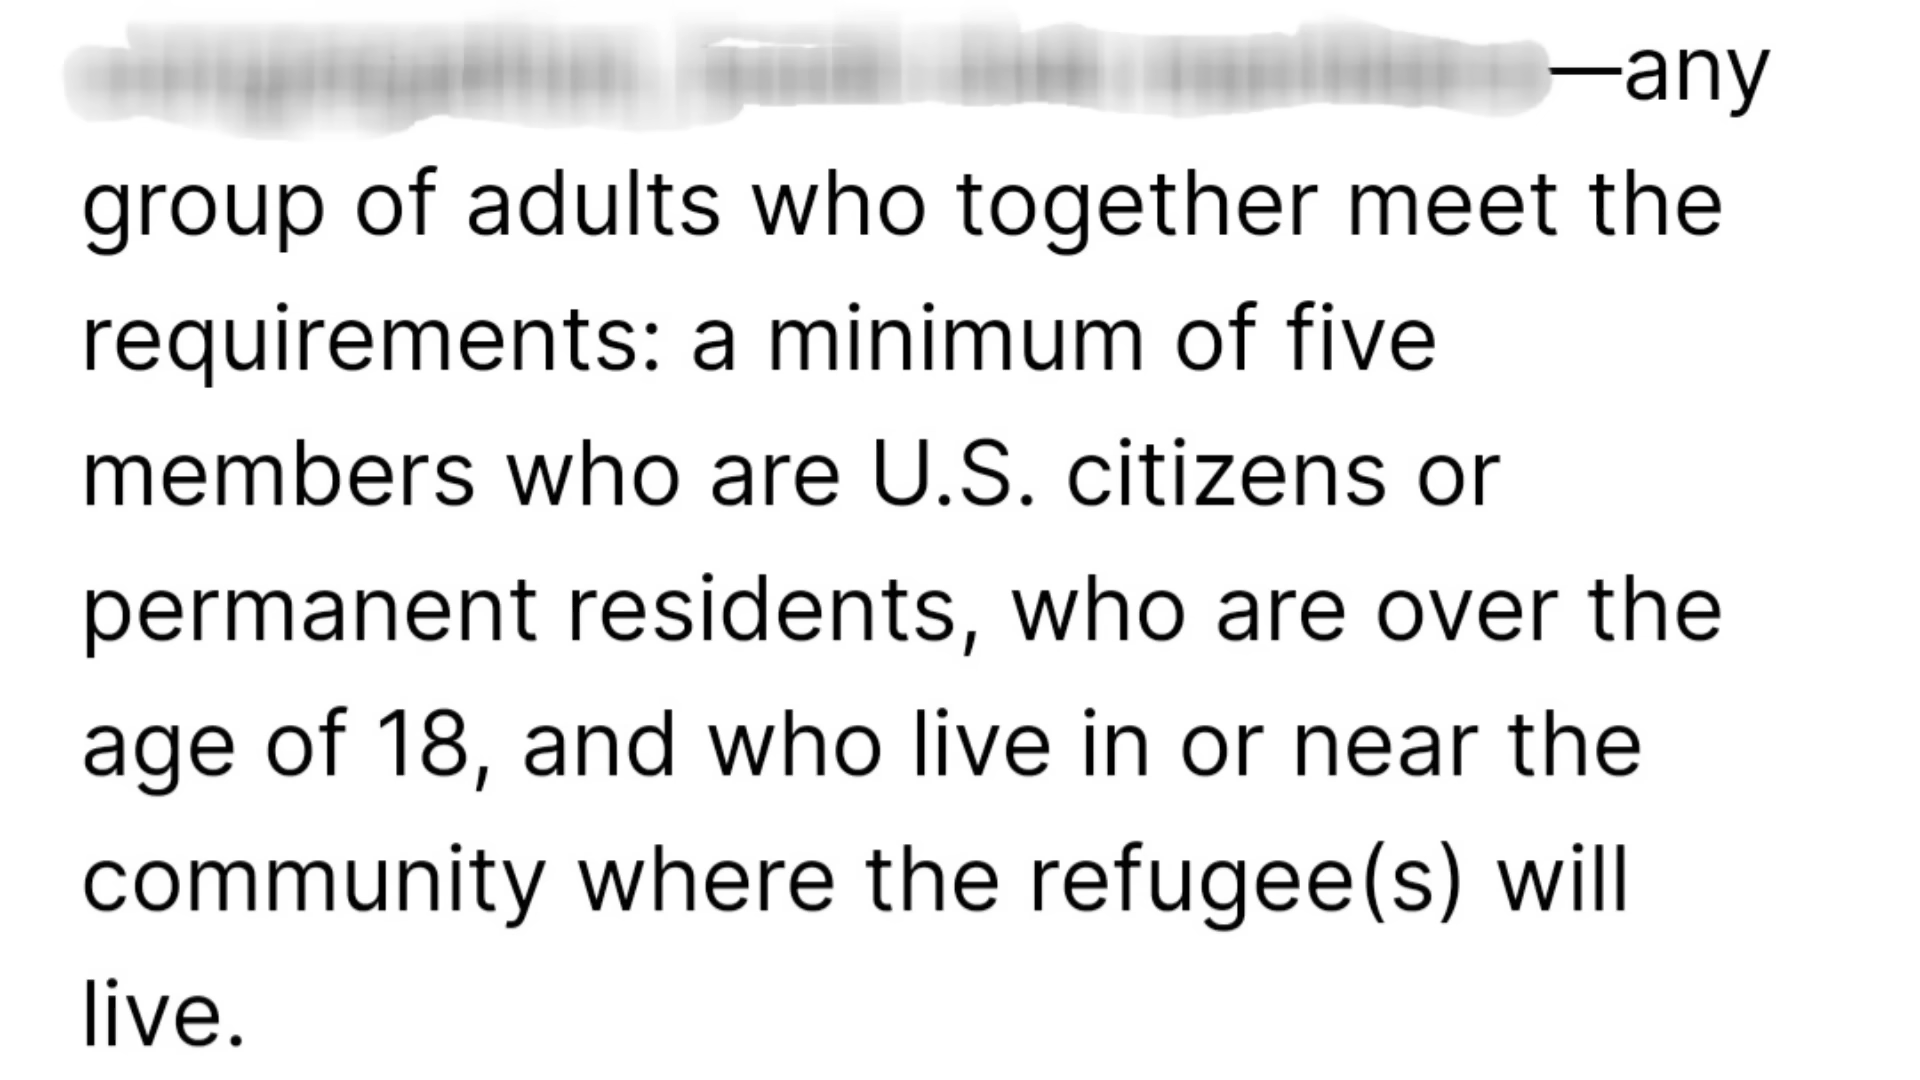 —any
group of adults who together meet the
requirements: a minimum of five
members who are U.S. citizens or
permanent residents, who are over the
age of 18, and who live in or near the
community where the refugee(s) will
live.